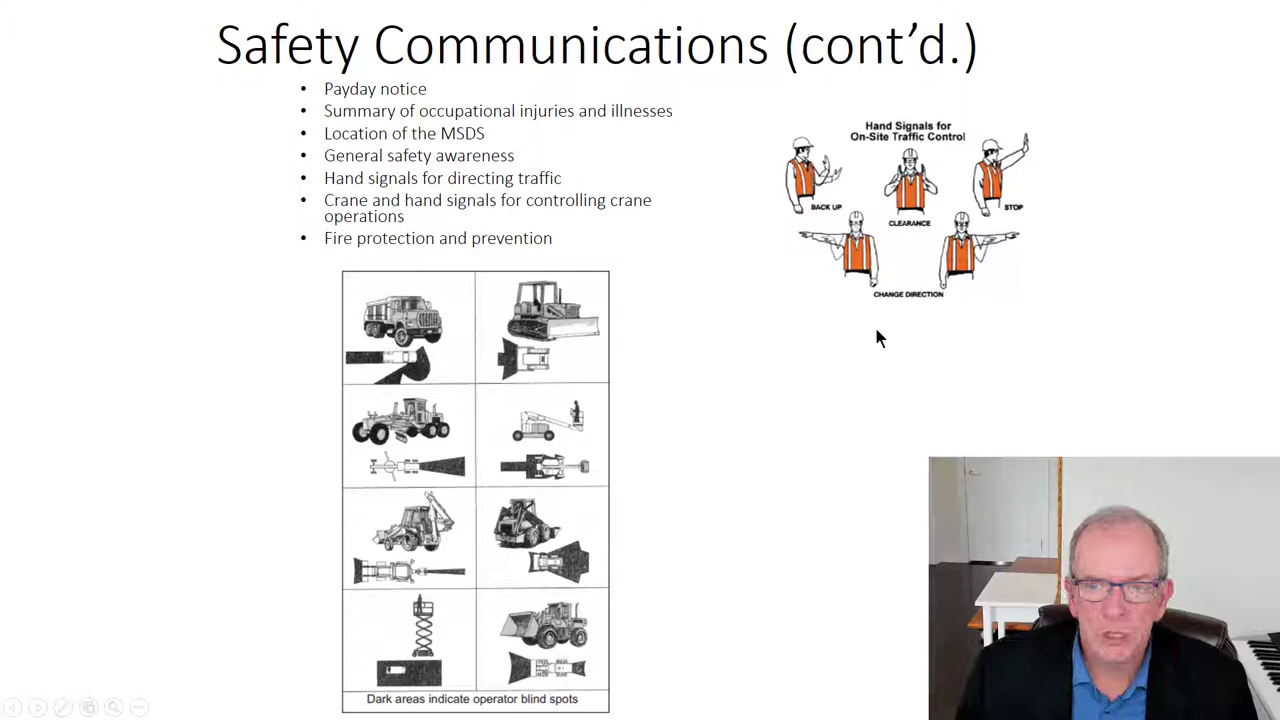 Safety Communications (cont’d.)
• Payday notice
• Summary of occupational injuries and illnesses
• Location of the MSDS
• General safety awareness
• Hand signals for directing traffic
• Crane and hand signals for controlling crane
operations
• Fire protection and prevention
Hand Signals for
On-Site Traffic Control
BACK UP
CLEARANCE
STOP
CHANGE DIRECTION
Dark areas indicate operator blind spots